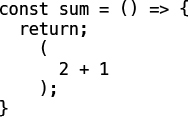 const sum = () => {
  return;
    (
      2 + 1
    );
}